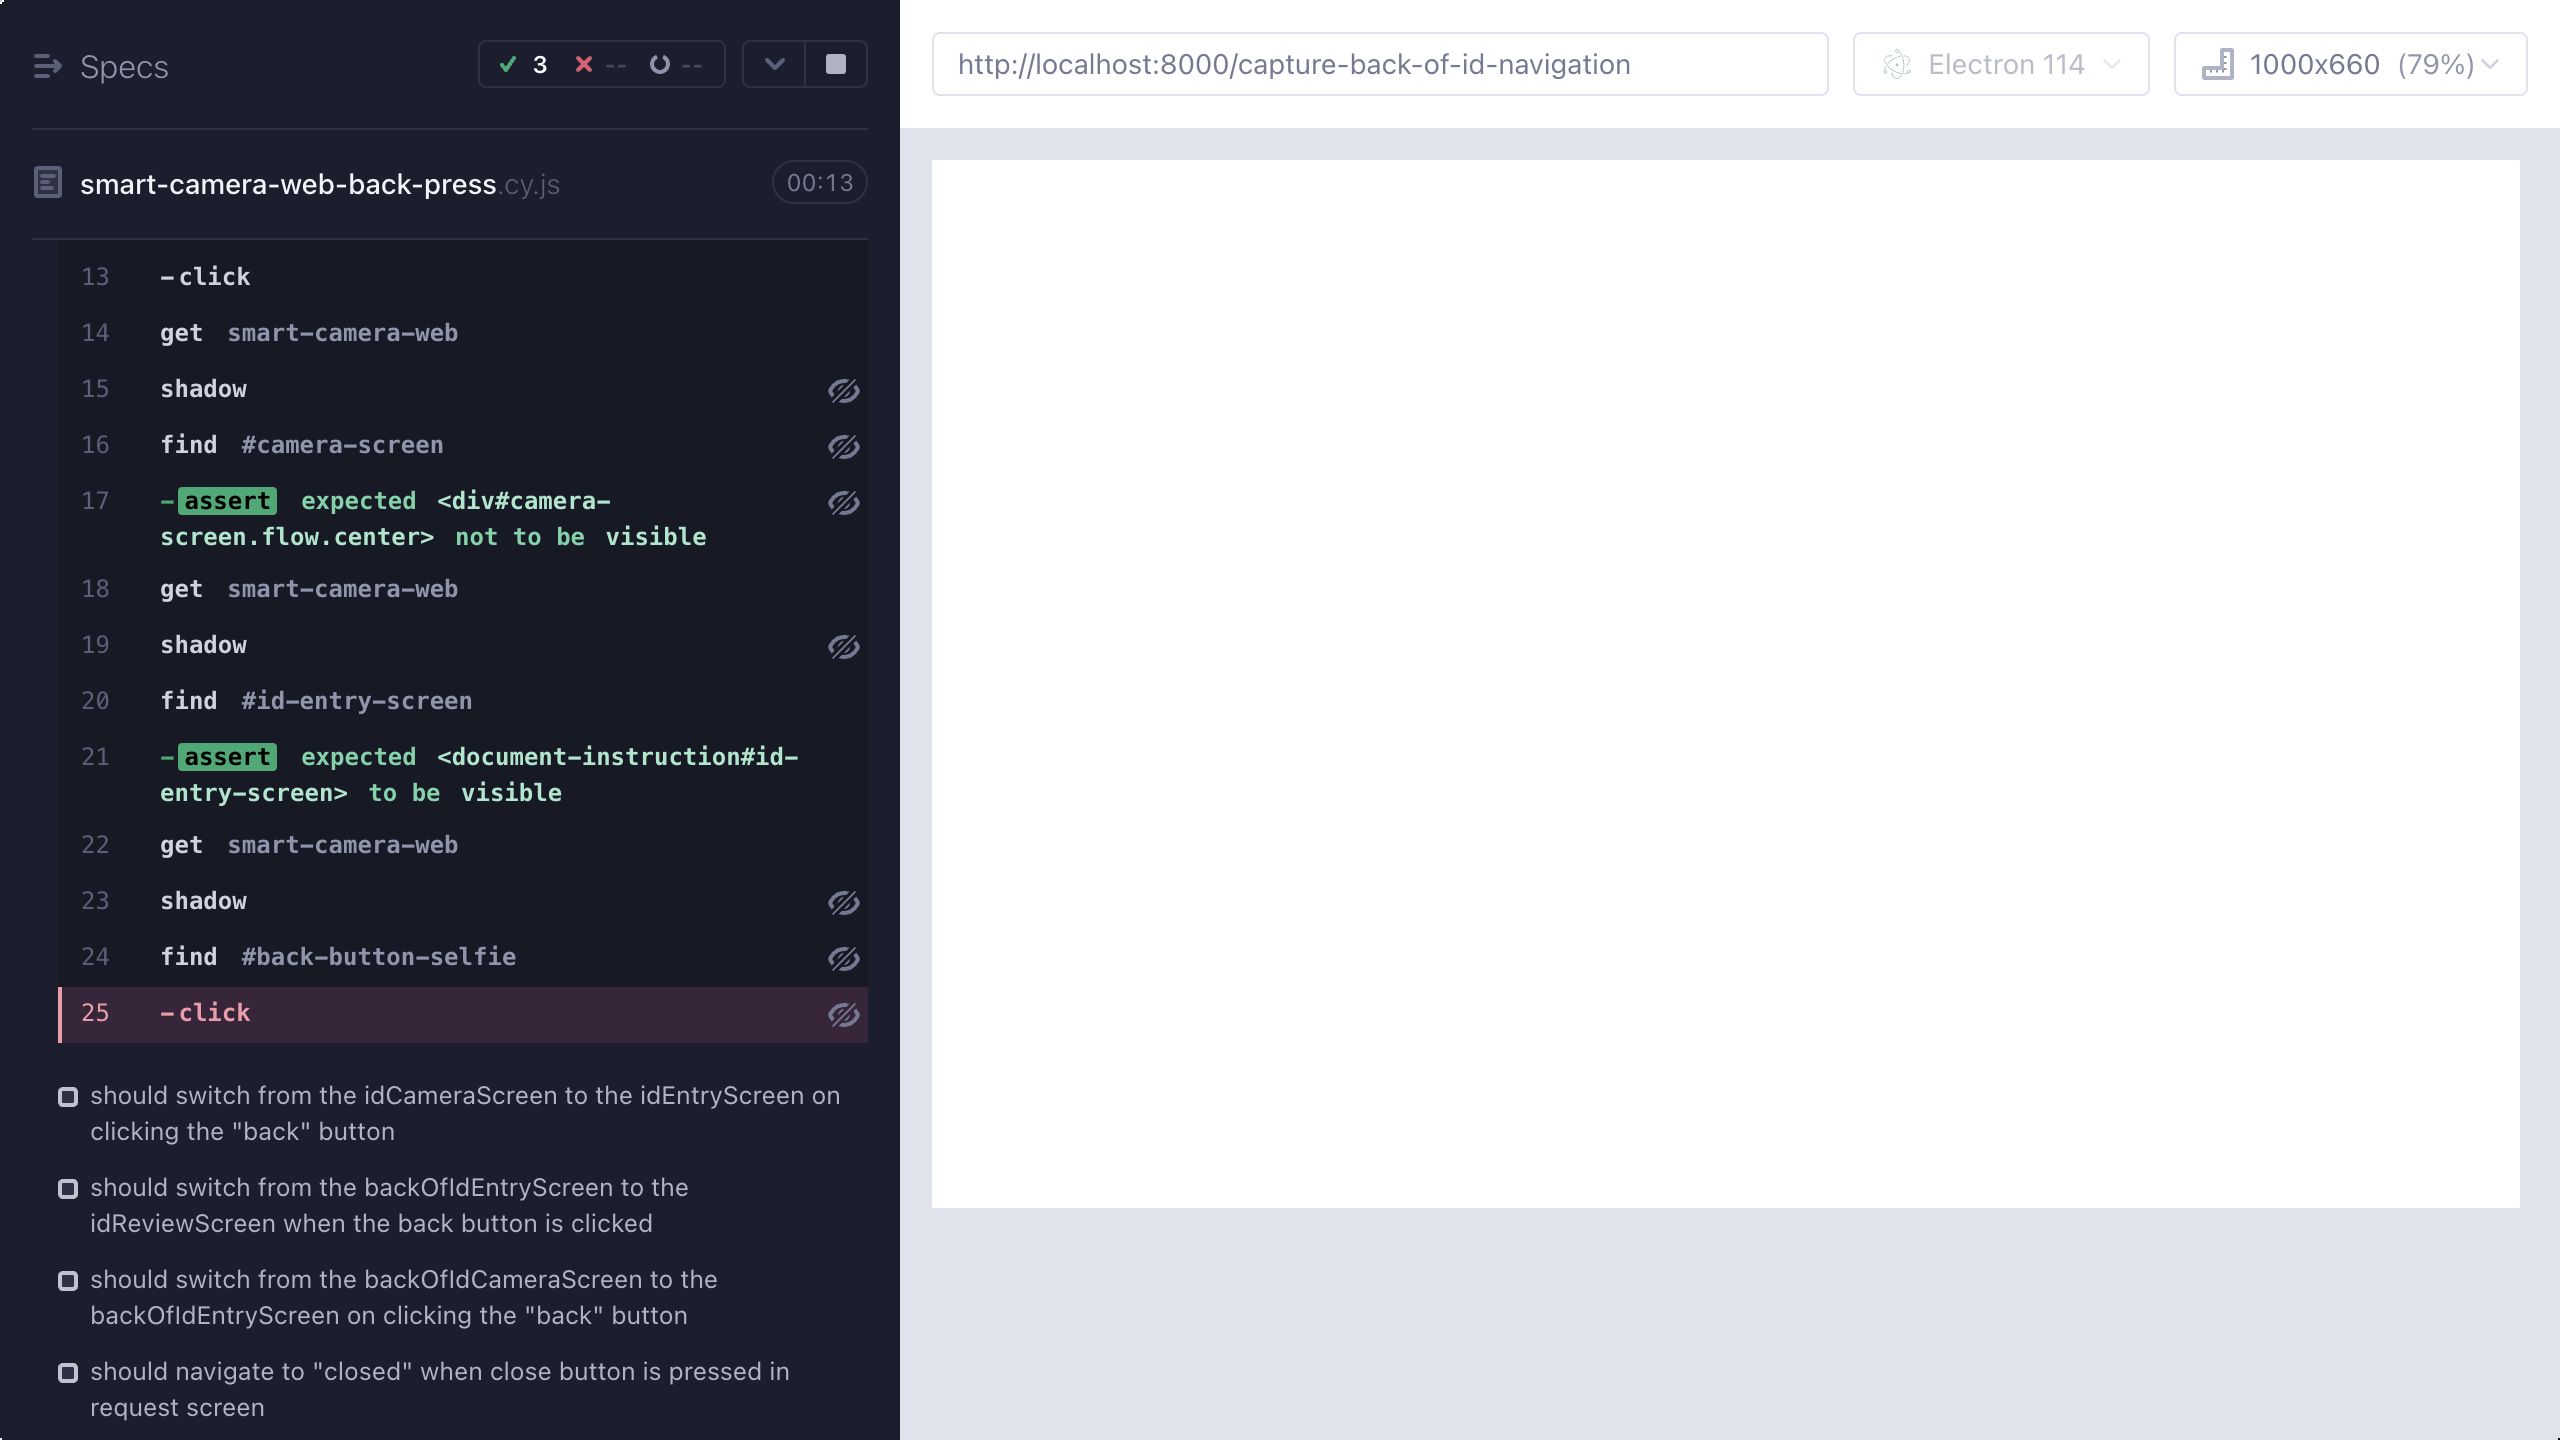 Specs
3 -- --
http://localhost:8000/capture-back-of-id-navigation
Electron 114
1000x660 (79%)
smart-camera-web-back-press.cy.js
00:13
13 -click
14 get smart-camera-web
15 shadow
16 find #camera-screen
17 -assert expected <div#camera-
screen.flow.center> not to be visible
18 get smart-camera-web
19 shadow
20 find #id-entry-screen
21 -assert expected <document-instruction#id-
entry-screen> to be visible
22 get smart-camera-web
23 shadow
24 find #back-button-selfie
25 -click
should switch from the idCameraScreen to the idEntryScreen on
clicking the "back" button
should switch from the backOfIdEntryScreen to the
idReviewScreen when the back button is clicked
should switch from the backOfIdCameraScreen to the
backOfIdEntryScreen on clicking the "back" button
should navigate to "closed" when close button is pressed in
request screen